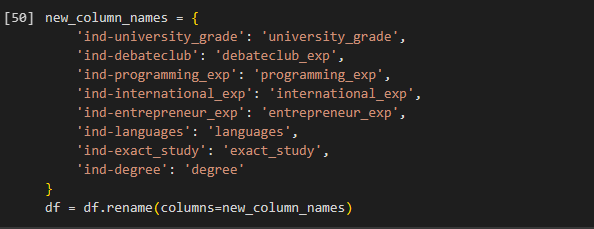 [50] new_column_names = {
'ind-university_grade': 'university_grade',
'ind-debateclub': 'debateclub_exp',
'ind-programming_exp': 'programming_exp',
'ind-international_exp': 'international_exp',
'ind-entrepreneur_exp': 'entrepreneur_exp',
'ind-languages': 'languages',
'ind-exact_study': 'exact_study',
'ind-degree': 'degree'
}
df = df.rename(columns=new_column_names)